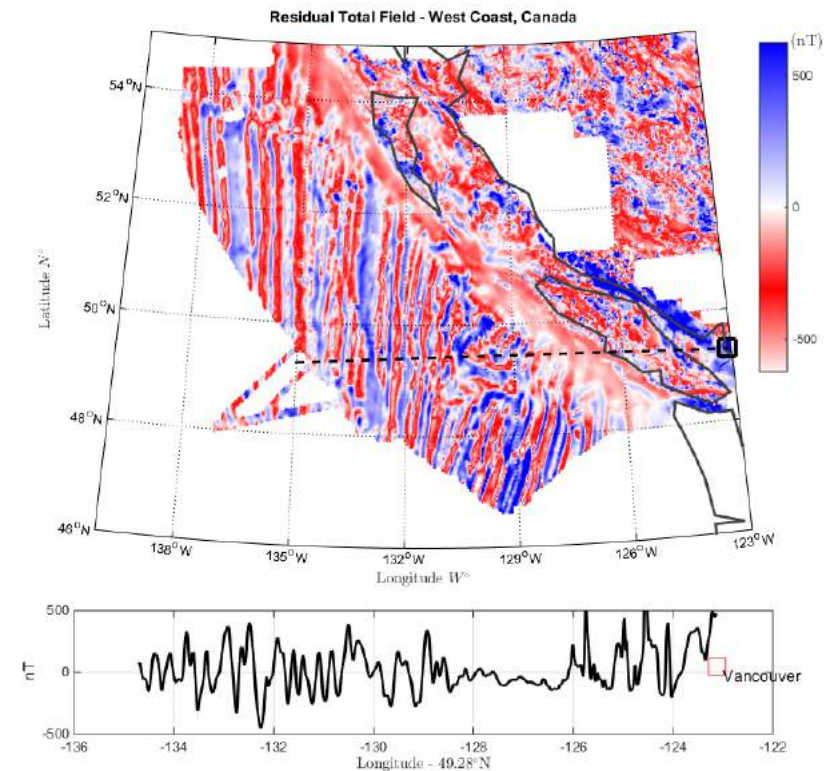 Residual Total Field - West Coast, Canada
(nT)
500
0
-500
54°N
52°N
50°N
48°N
46°N
Latitude N°
138°W
135°W
132°W
129°W
126°W
123°W
Longitude W°
500
0
-500
nT
Vancouver
-136
-134
-132
-130
-128
-126
-124
-122
Longitude - 49.28°N